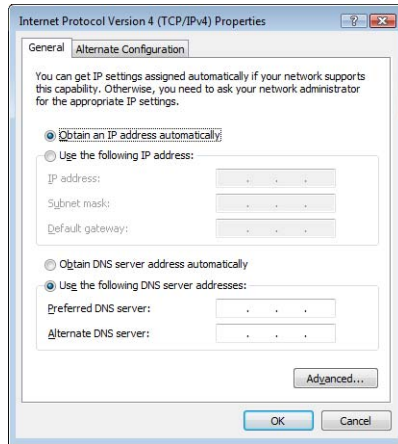 Internet Protocol Version 4 (TCP/IPv4) Properties
General
Alternate Configuration
You can get IP settings assigned automatically if your network supports
this capability. Otherwise, you need to ask your network administrator
for the appropriate IP settings.
Obtain an IP address automatically
Use the following IP address:
IP address:
Subnet mask:
Default gateway:
Obtain DNS server address automatically
Use the following DNS server addresses:
Preferred DNS server:
Alternate DNS server:
Advanced...
OK
Cancel